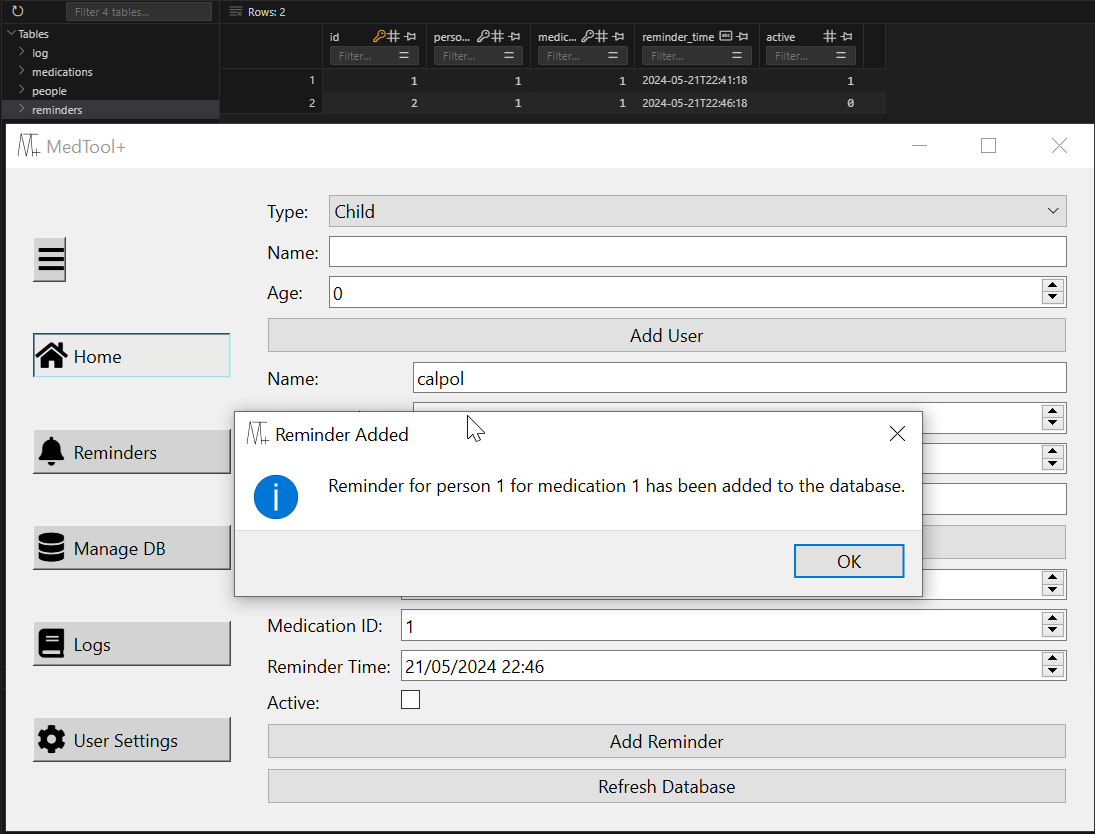 Filter 4 tables...
Rows: 2
Tables
log
medications
people
reminders
id
perso...
medic...
reminder_time
active
Filter...
Filter...
Filter...
Filter...
Filter...
1 1 1 1 2024-05-21T22:41:18 1
2 2 1 1 2024-05-21T22:46:18 0
MedTool+
Home
Reminders
Manage DB
Logs
User Settings
Type: Child
Name:
Age: 0
Add User
Name: calpol
Reminder Added
Reminder for person 1 for medication 1 has been added to the database.
OK
Medication ID: 1
Reminder Time: 21/05/2024 22:46
Active:
Add Reminder
Refresh Database